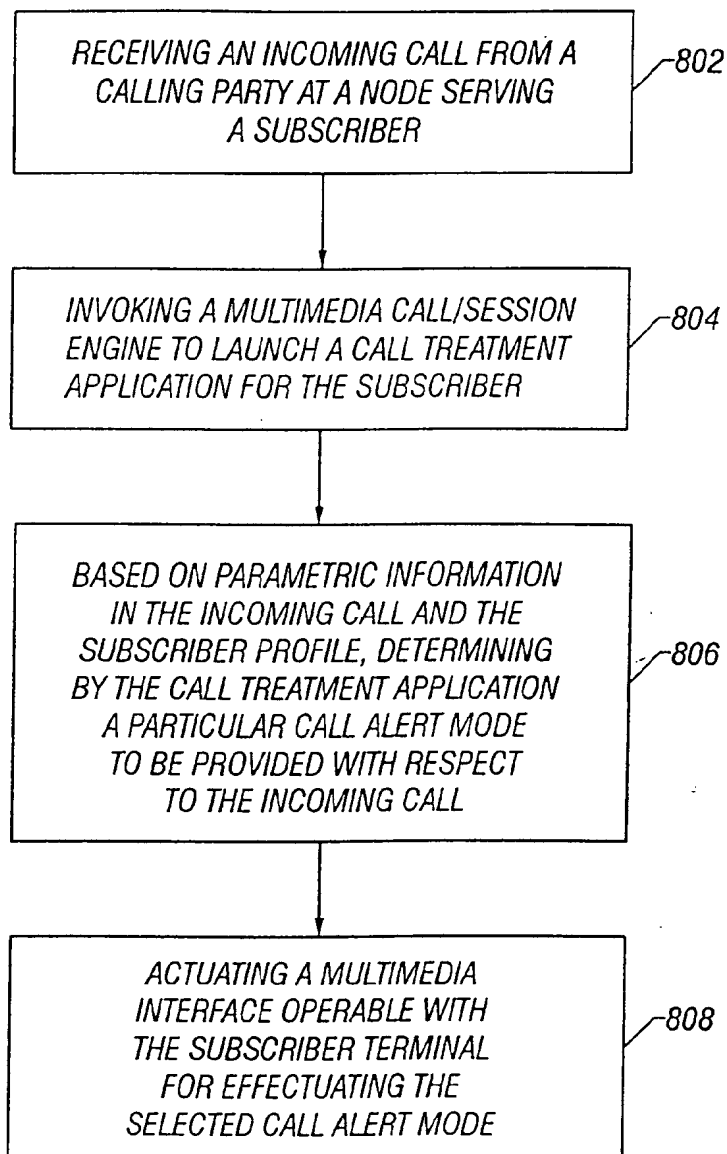 RECEIVING AN INCOMING CALL FROM A
CALLING PARTY AT A NODE SERVING
A SUBSCRIBER
802
INVOKING A MULTIMEDIA CALL/SESSION
ENGINE TO LAUNCH A CALL TREATMENT
APPLICATION FOR THE SUBSCRIBER
804
BASED ON PARAMETRIC INFORMATION
IN THE INCOMING CALL AND THE
SUBSCRIBER PROFILE, DETERMINING
BY THE CALL TREATMENT APPLICATION
A PARTICULAR CALL ALERT MODE
TO BE PROVIDED WITH RESPECT
TO THE INCOMING CALL
806
ACTUATING A MULTIMEDIA
INTERFACE OPERABLE WITH
THE SUBSCRIBER TERMINAL
FOR EFFECTUATING THE
SELECTED CALL ALERT MODE
808